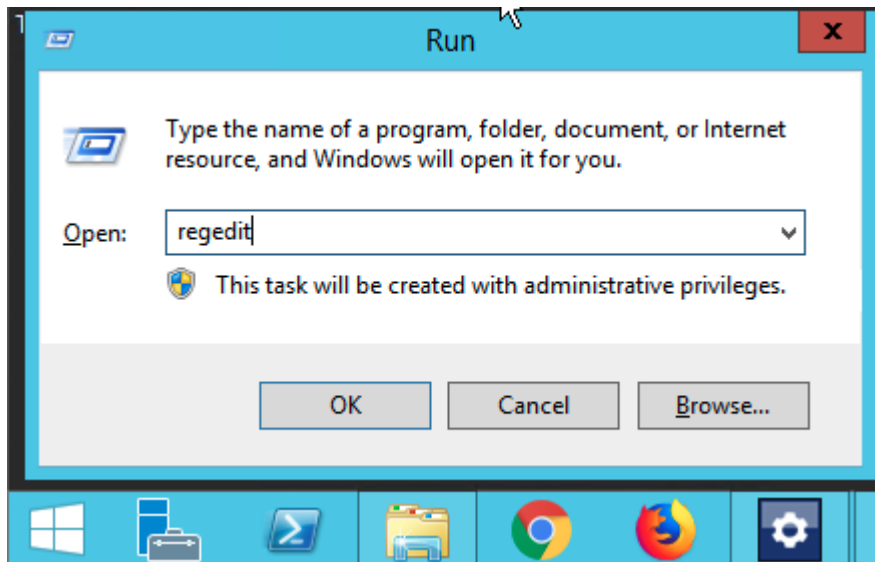 Run
Type the name of a program, folder, document, or Internet
resource, and Windows will open it for you.
Open: regedit
This task will be created with administrative privileges.
OK Cancel Browse...